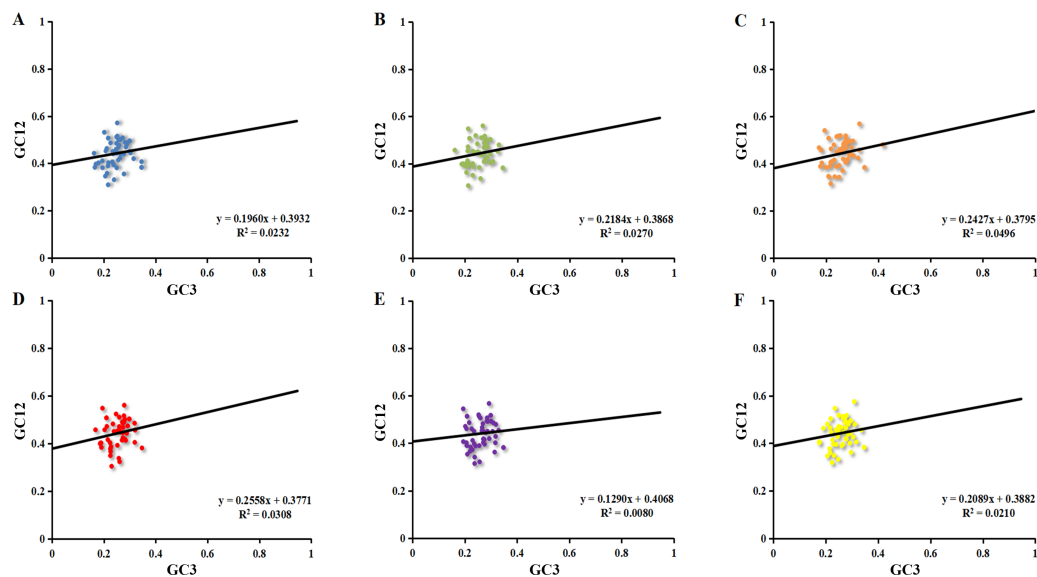 A
1
0.8
0.6
0.4
0.2
0
GC12
0 0.2 0.4 0.6 0.8 1
GC3
y = 0.1960x + 0.3932
R² = 0.0232
B
1
0.8
0.6
0.4
0.2
0
GC12
0 0.2 0.4 0.6 0.8 1
GC3
y = 0.2184x + 0.3868
R² = 0.0270
C
1
0.8
0.6
0.4
0.2
0
GC12
0 0.2 0.4 0.6 0.8 1
GC3
y = 0.2427x + 0.3795
R² = 0.0496
D
1
0.8
0.6
0.4
0.2
0
GC12
0 0.2 0.4 0.6 0.8 1
GC3
y = 0.2558x + 0.3771
R² = 0.0308
E
1
0.8
0.6
0.4
0.2
0
GC12
0 0.2 0.4 0.6 0.8 1
GC3
y = 0.1290x + 0.4068
R² = 0.0080
F
1
0.8
0.6
0.4
0.2
0
GC12
0 0.2 0.4 0.6 0.8 1
GC3
y = 0.2089x + 0.3882
R² = 0.0210